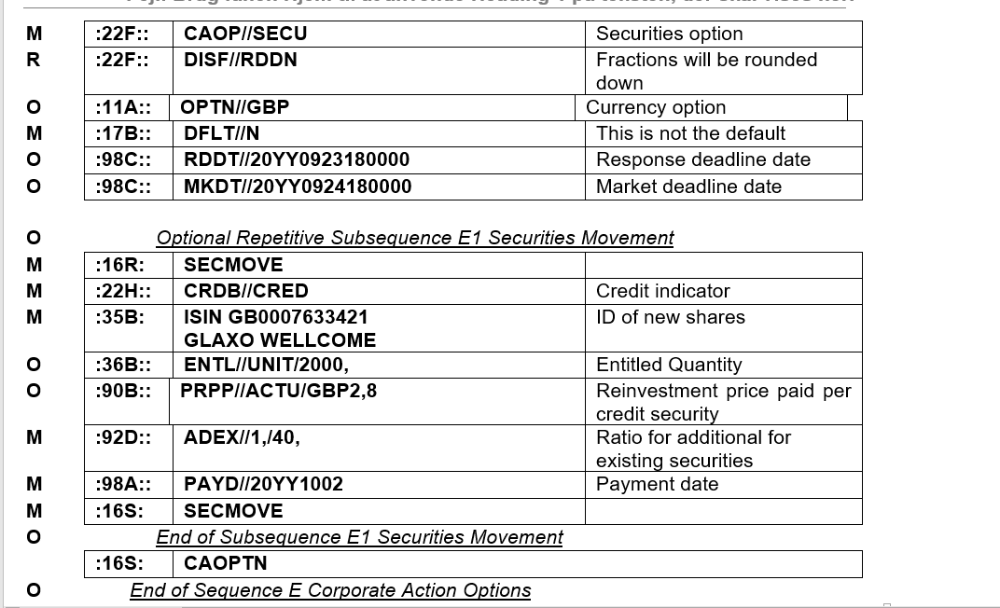 M :22F:: CAOP//SECU Securities option
R :22F:: DISF//RDDN Fractions will be rounded
down
O :11A:: OPTN//GBP Currency option
M :17B:: DFLT//N This is not the default
O :98C:: RDDT//20YY0923180000 Response deadline date
O :98C:: MKDT//20YY0924180000 Market deadline date
O Optional Repetitive Subsequence E1 Securities Movement
M :16R: SECMOVE
M :22H:: CRDB//CRED Credit indicator
M :35B: ISIN GB0007633421 ID of new shares
GLAXO WELLCOME
O :36B:: ENTL//UNIT/2000, Entitled Quantity
O :90B:: PRPP//ACTU/GBP2,8 Reinvestment price paid per
credit security
M :92D:: ADEX//1,/40, Ratio for additional for
existing securities
M :98A:: PAYD//20YY1002 Payment date
M :16S: SECMOVE
O End of Subsequence E1 Securities Movement
:16S: CAOPTN
O End of Sequence E Corporate Action Options